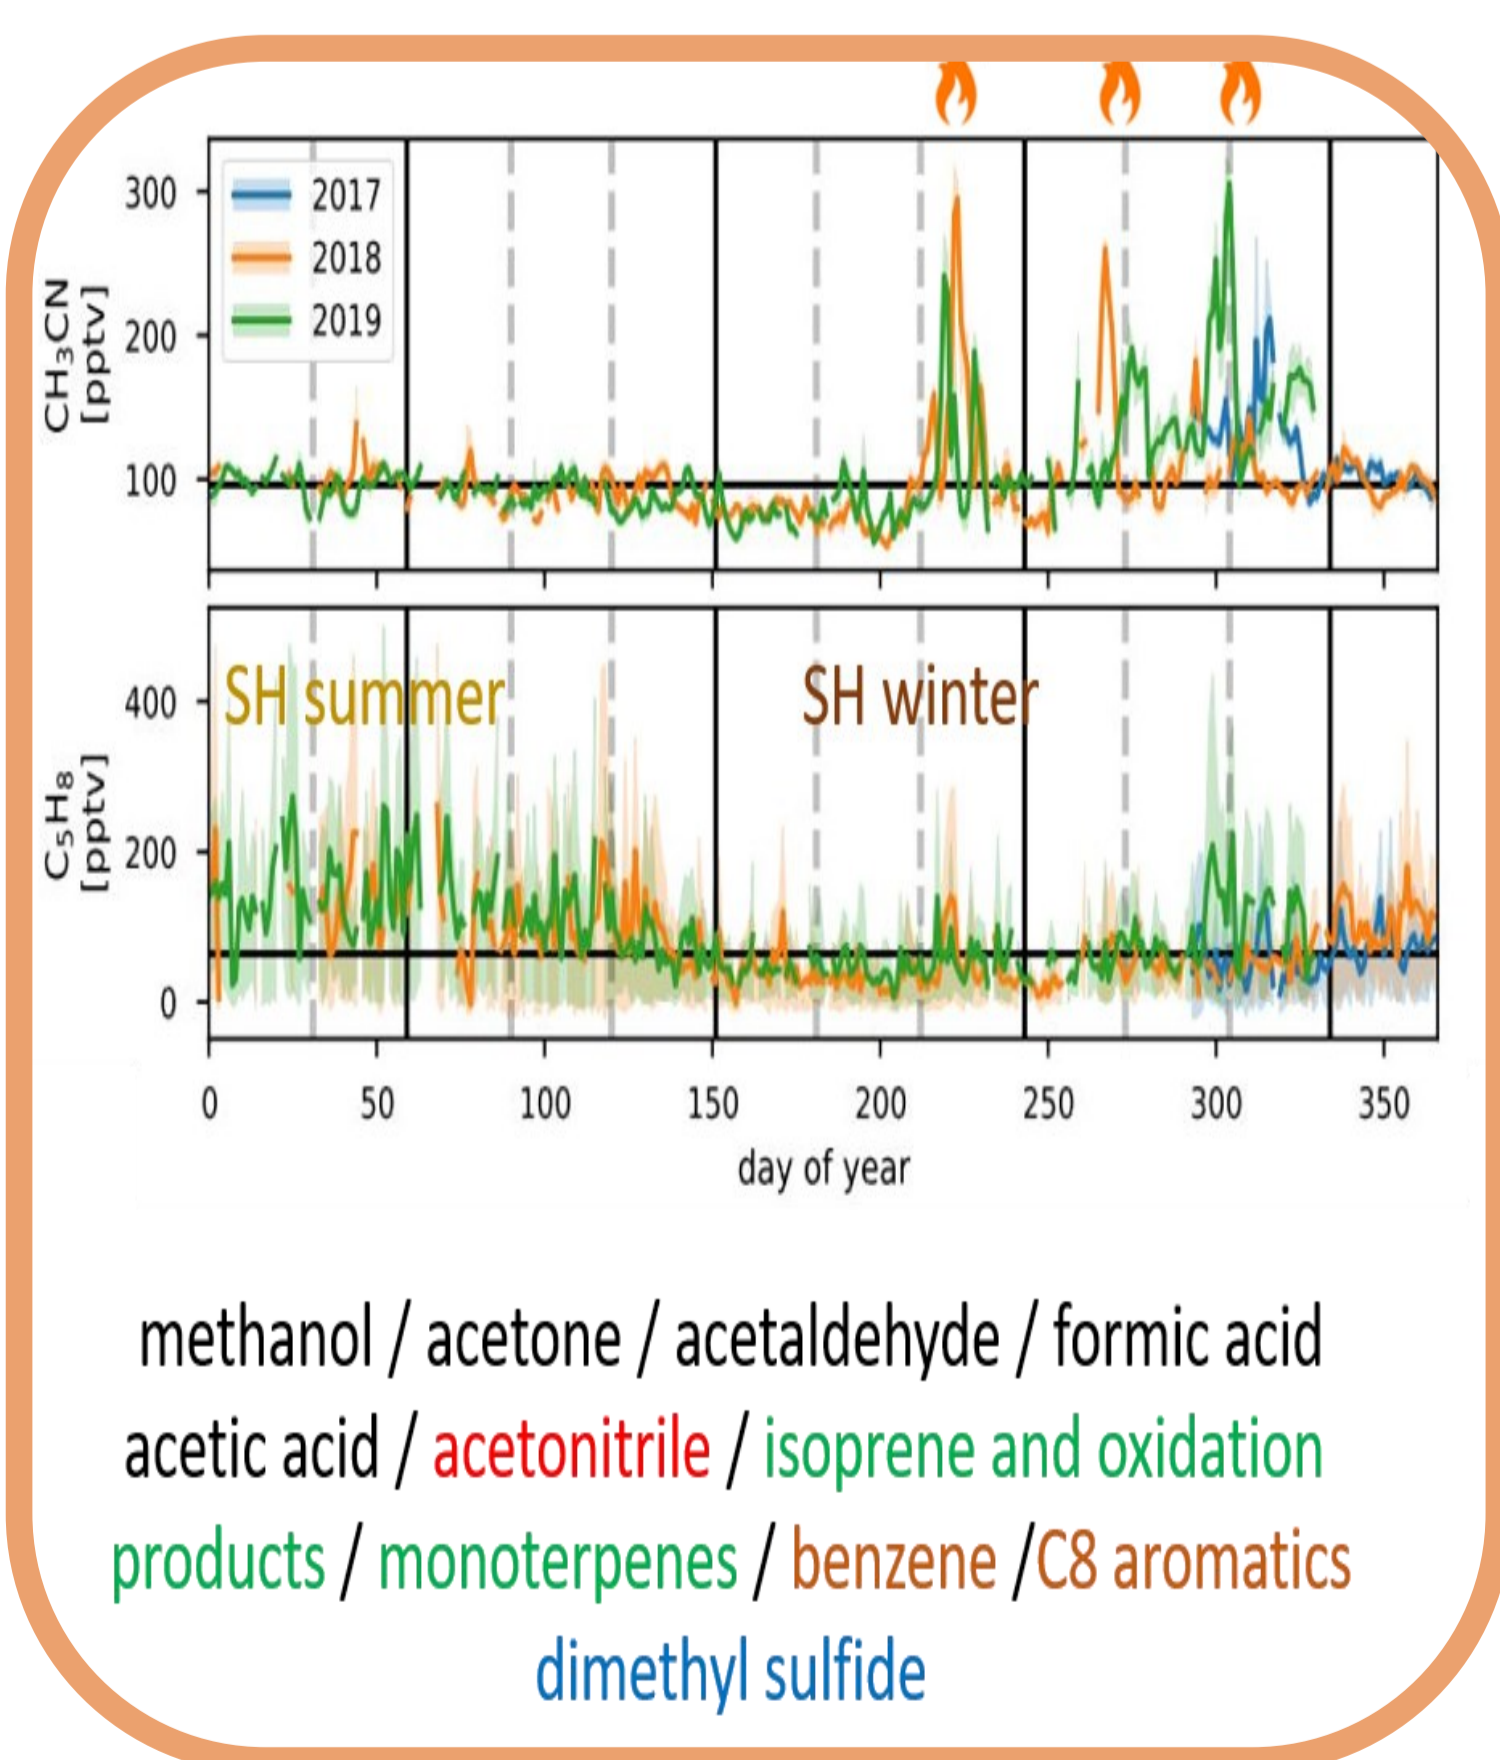 300
200
100
CH₃CN
[pptv]
2017
2018
2019
400
200
0
C₅H₈
[pptv]
SH summer
SH winter
0 50 100 150 200 250 300 350
day of year
methanol / acetone / acetaldehyde / formic acid
acetic acid / acetonitrile / isoprene and oxidation
products / monoterpenes / benzene /C8 aromatics
dimethyl sulfide